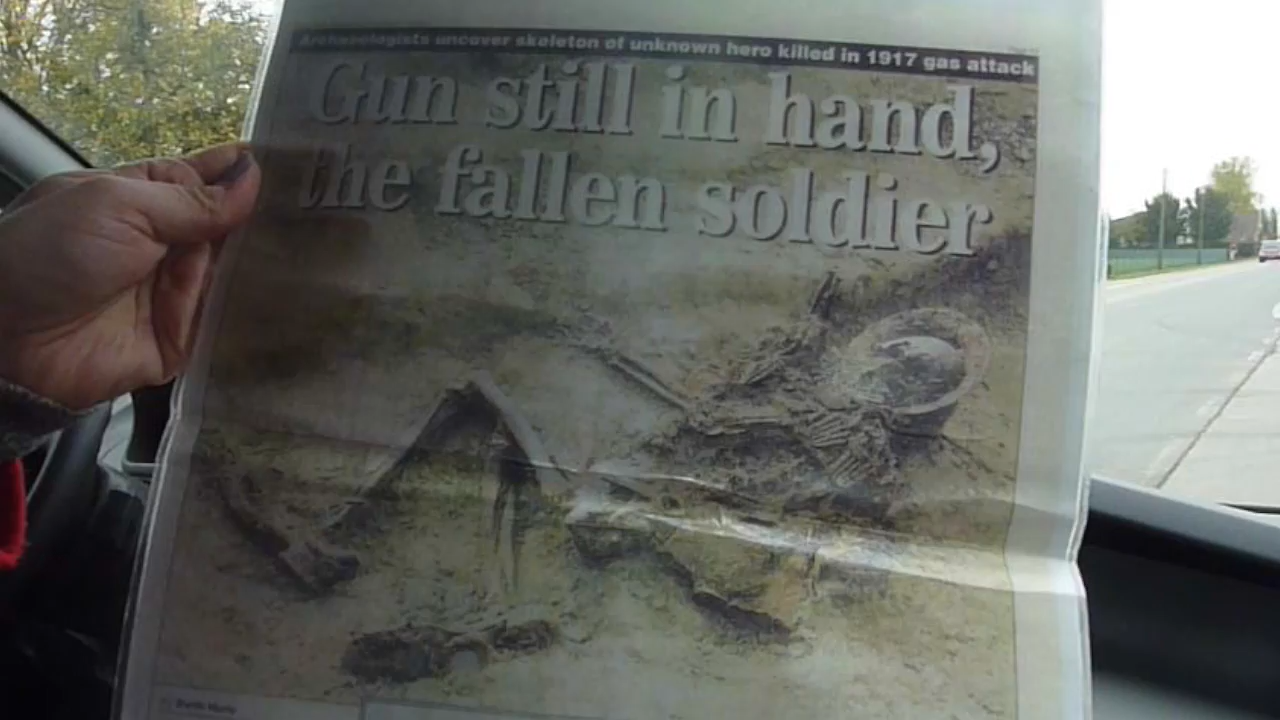 Archaeologists uncover skeleton of unknown hero killed in 1917 gas attack
Gun still in hand,
the fallen soldier